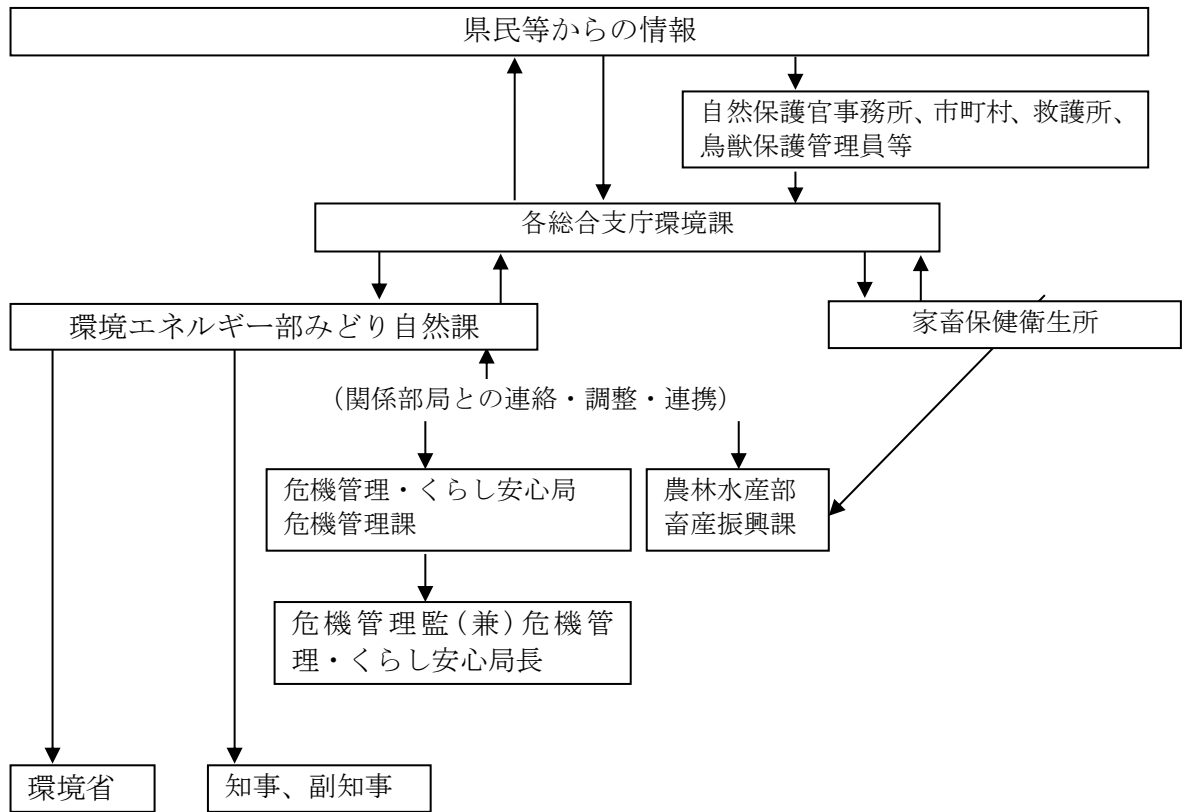 県民等からの情報
自然保護官事務所、市町村、救護所、
鳥獣保護管理員等
各総合支庁環境課
環境エネルギー部みどり自然課
家畜保健衛生所
（関係部局との連絡・調整・連携）
危機管理・くらし安心局
危機管理課
農林水産部
畜産振興課
危機管理監（兼）危機管
理・くらし安心局長
環境省
知事、副知事